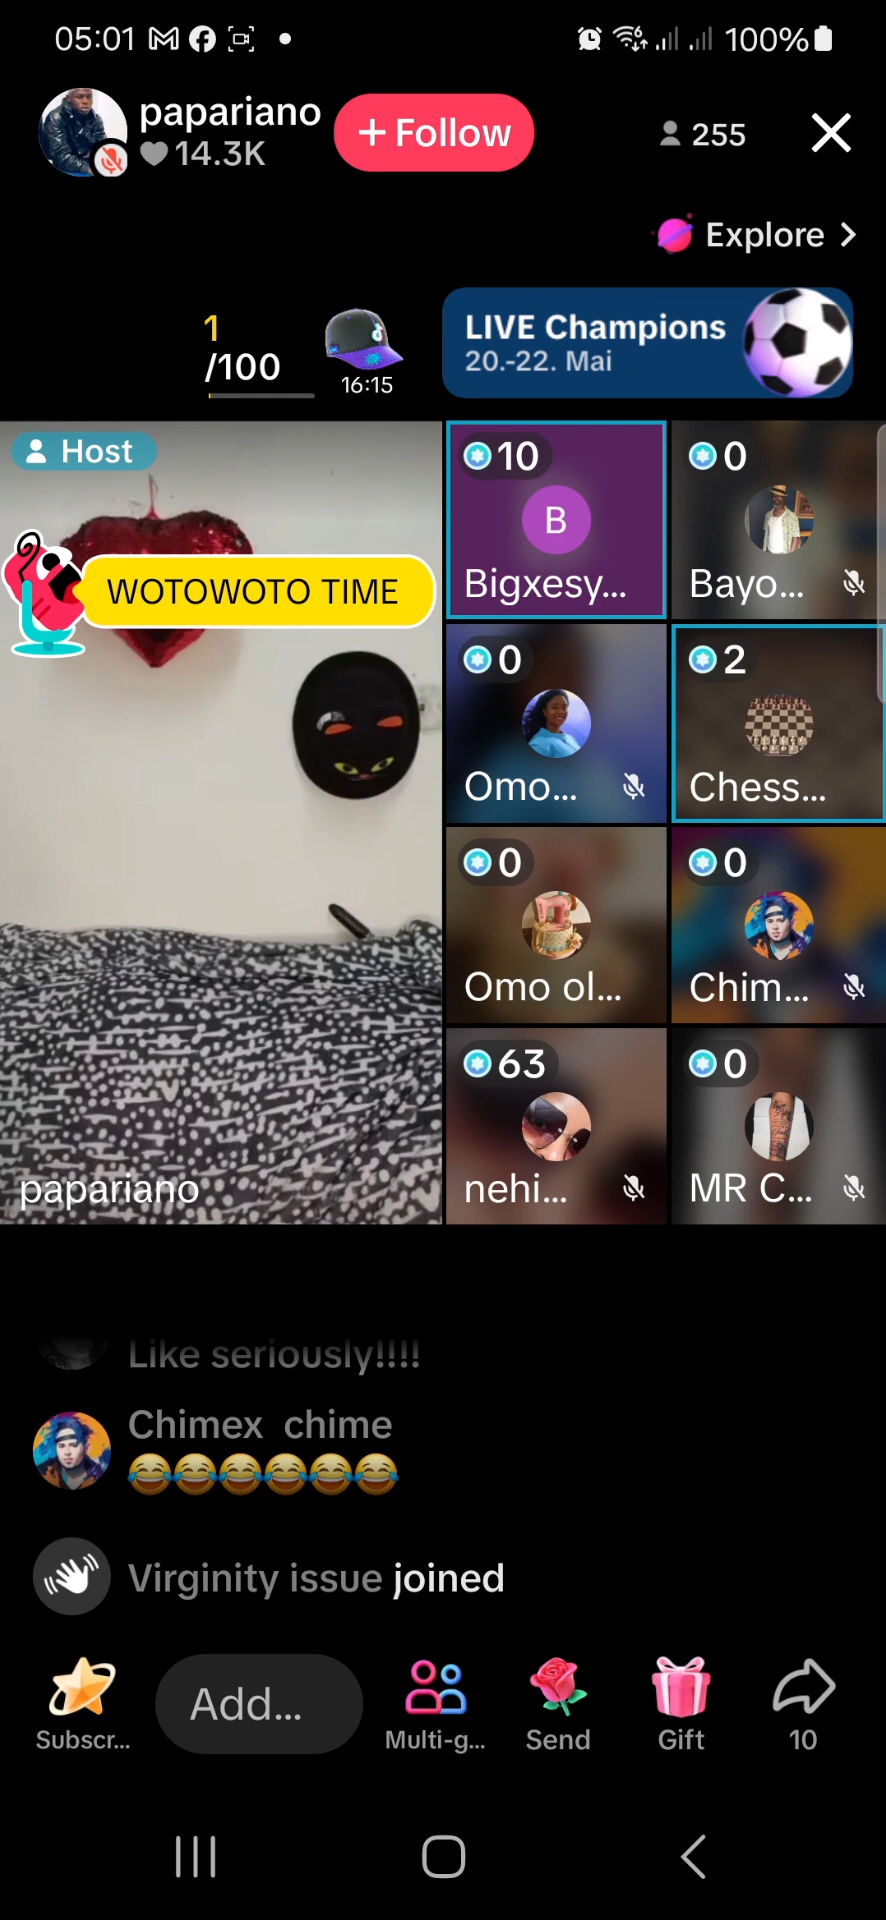 05:01
100%
papariano
14.3K
+ Follow
255
Explore
1
/100
16:15
LIVE Champions
20.-22. Mai
Host
WOTOWOTO TIME
papariano
10
B
Bigxesy...
0
Bayo...
0
Omo...
2
Chess...
0
Omo ol...
0
Chim...
63
nehi...
0
MR C...
Like seriously!!!!
Chimex chime
😂😂😂😂😂😂
Virginity issue joined
Subscr...
Add...
Multi-g...
Send
Gift
10